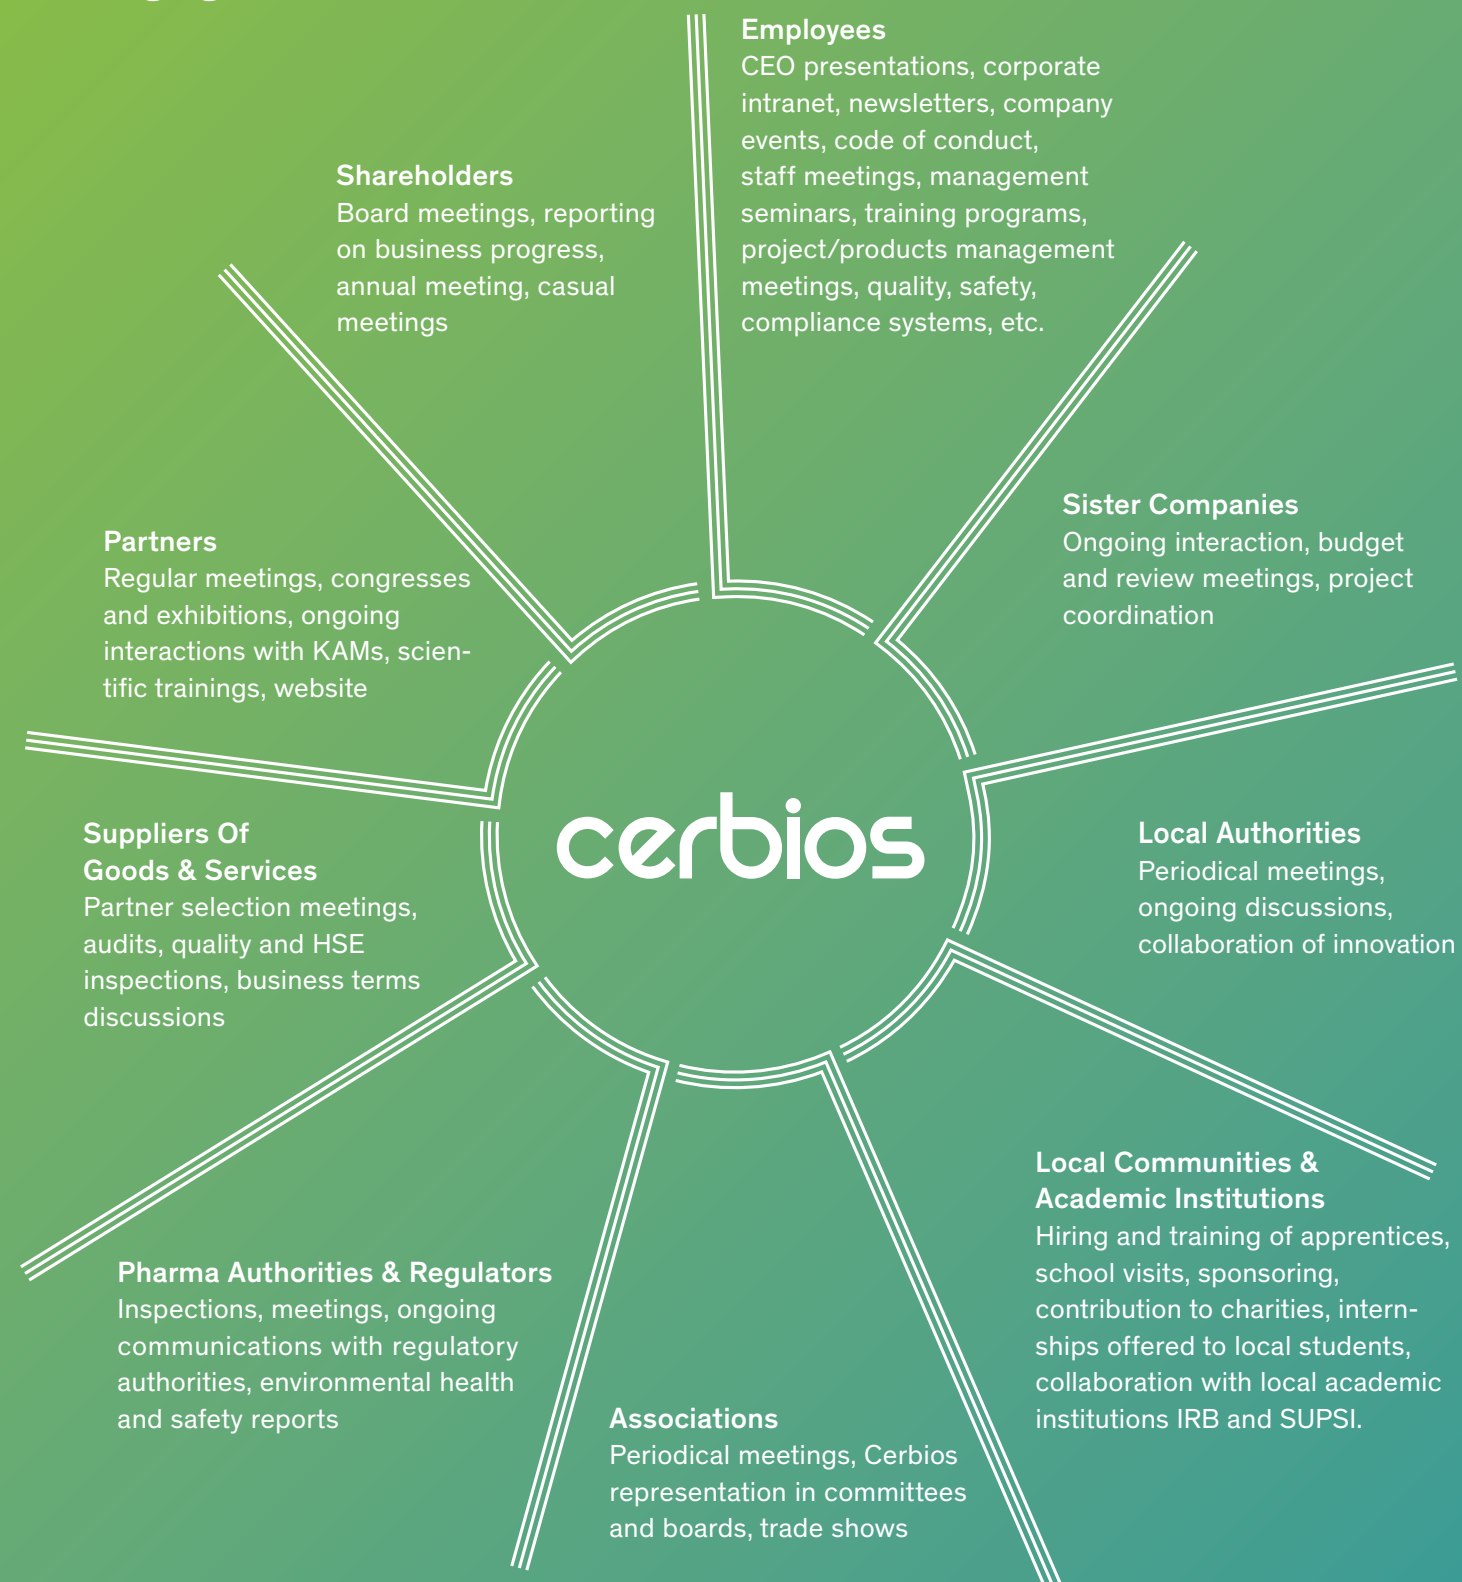 Employees
CEO presentations, corporate
intranet, newsletters, company
events, code of conduct,
staff meetings, management
seminars, training programs,
project/products management
meetings, quality, safety,
compliance systems, etc.
Shareholders
Board meetings, reporting
on business progress,
annual meeting, casual
meetings
Sister Companies
Ongoing interaction, budget
and review meetings, project
coordination
Partners
Regular meetings, congresses
and exhibitions, ongoing
interactions with KAMs, scien-
tific trainings, website
cerbios
Suppliers Of
Goods & Services
Partner selection meetings,
audits, quality and HSE
inspections, business terms
discussions
Local Authorities
Periodical meetings,
ongoing discussions,
collaboration of innovation
Local Communities &
Academic Institutions
Hiring and training of apprentices,
school visits, sponsoring,
contribution to charities, intern-
ships offered to local students,
collaboration with local academic
institutions IRB and SUPSI.
Pharma Authorities & Regulators
Inspections, meetings, ongoing
communications with regulatory
authorities, environmental health
and safety reports
Associations
Periodical meetings, Cerbios
representation in committees
and boards, trade shows